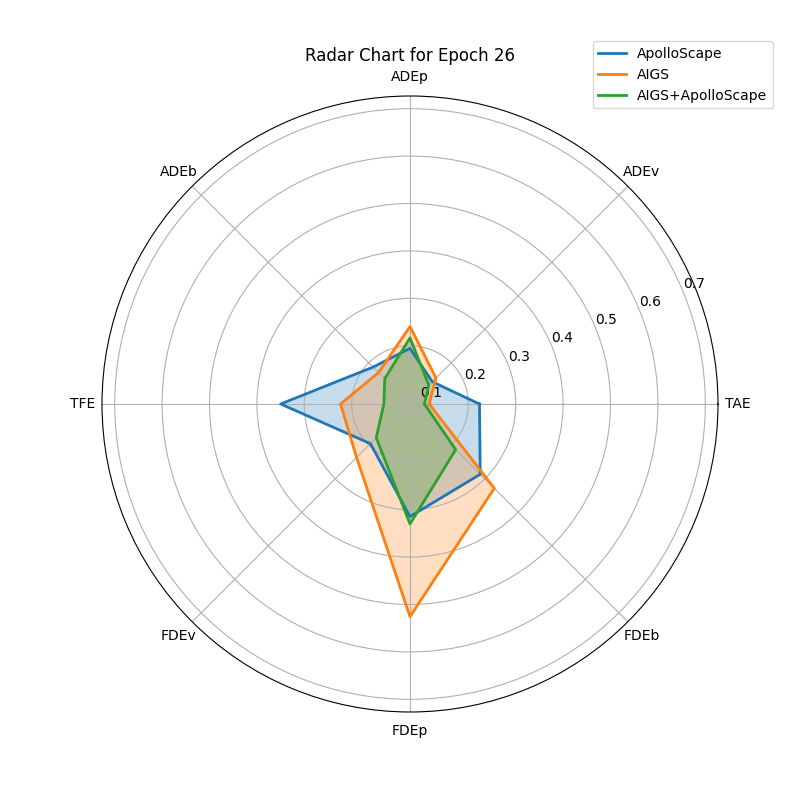 Radar Chart for Epoch 26
ApolloScape
AIGS
AIGS+ApolloScape
ADEp
ADEb
ADEv
0.7
0.6
0.5
0.4
0.3
0.2
0.1
TFE
TAE
FDEv
FDEb
FDEp